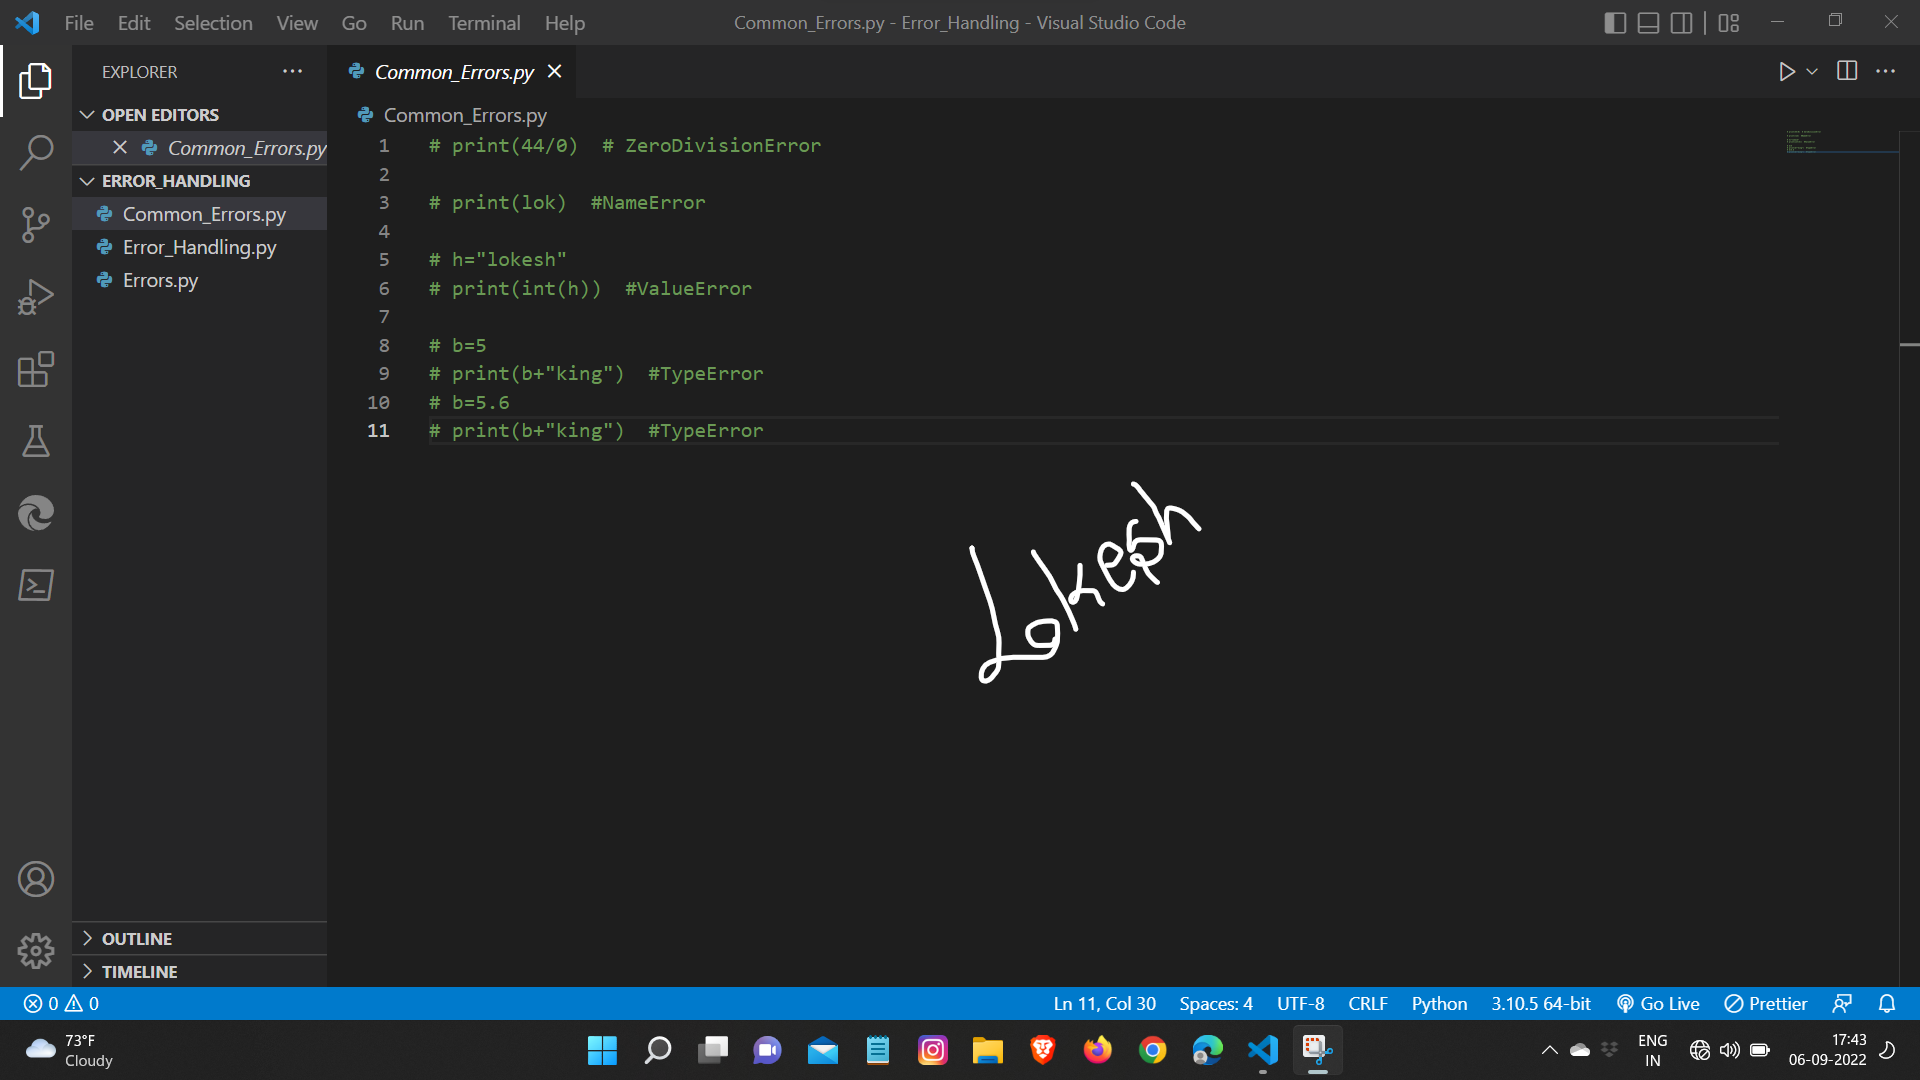 File Edit Selection View Go Run Terminal Help
Common_Errors.py - Error_Handling - Visual Studio Code
EXPLORER
OPEN EDITORS
Common_Errors.py
ERROR_HANDLING
Common_Errors.py
Error_Handling.py
Errors.py
OUTLINE
TIMELINE
Common_Errors.py
Common_Errors.py
1 # print(44/0)  # ZeroDivisionError
2
3 # print(lok)  #NameError
4
5 # h="lokesh"
6 # print(int(h))  #ValueError
7
8 # b=5
9 # print(b+"king")  #TypeError
10 # b=5.6
11 # print(b+"king")  #TypeError
Lokesh
0 0 Ln 11, Col 30 Spaces: 4 UTF-8 CRLF Python 3.10.5 64-bit Go Live Prettier
73°F
Cloudy
ENG
IN
17:43
06-09-2022